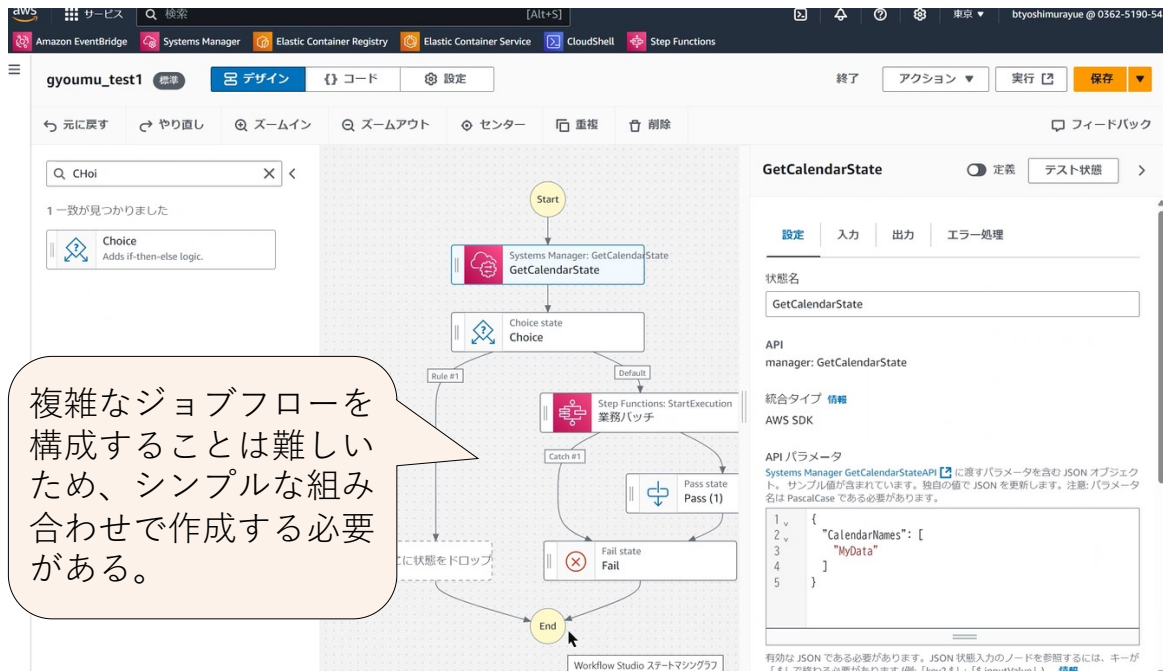 aws サービス 検索 [Alt+S] 東京 ▼ btyoshimurayue @ 0362-5190-54
Amazon EventBridge Systems Manager Elastic Container Registry Elastic Container Service CloudShell Step Functions
gyoumu_test1 標準 デザイン {} コード 設定 終了 アクション ▼ 実行 保存 ▼
元に戻す やり直し ズームイン ズームアウト センター 重複 削除 フィードバック
CHoi
1 一致が見つかりました
Choice
Adds if-then-else logic.
複雑なジョブフローを
構成することは難しい
ため、シンプルな組み
合わせで作成する必要
がある。
Start
Systems Manager: GetCalendarState
GetCalendarState
Choice state
Choice
Rule #1
Default
Step Functions: StartExecution
業務バッチ
Catch #1
Pass state
Pass (1)
に状態をドロップ
Fail state
Fail
End
Workflow Studio ステートマシングラフ
GetCalendarState 定義 テスト状態
設定 入力 出力 エラー処理
状態名
GetCalendarState
API
manager: GetCalendarState
統合タイプ 情報
AWS SDK
API パラメータ
Systems Manager GetCalendarStateAPI に渡すパラメータを含む JSON オブジェク
ト。 サンプル値が含まれています。独自の値で JSON を更新します。注意: パラメータ
名は PascalCase である必要があります。
1 {
2 "CalendarNames": [
3 "MyData"
4 ]
5 }
有効な JSON である必要があります。JSON 状態入力のノードを参照するには、キーが